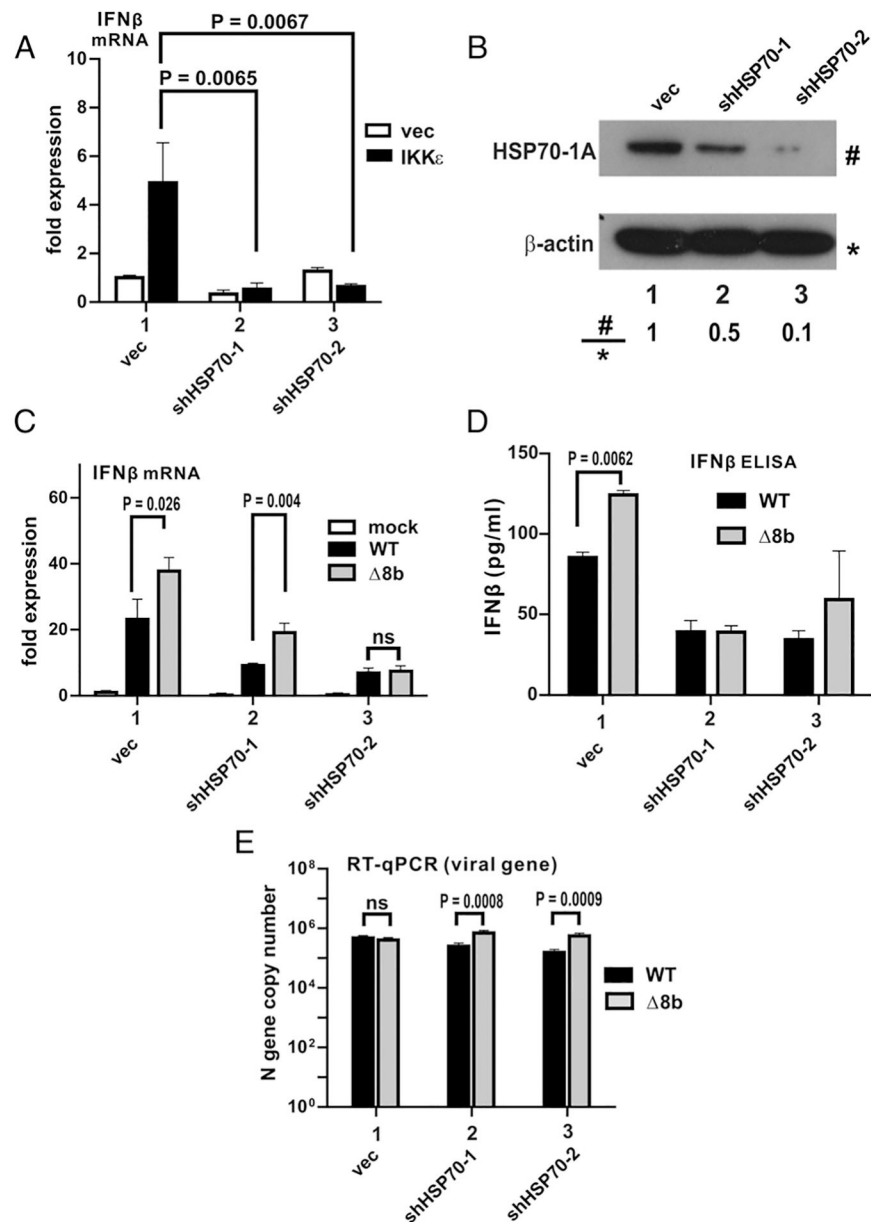 A
IFNβ
mRNA
P = 0.0067
P = 0.0065
fold expression
10
8
6
4
2
0
vec
IKKε
1
2
3
vec
shHSP70-1
shHSP70-2
B
vec
shHSP70-1
shHSP70-2
HSP70-1A
#
β-actin
*
1 2 3
# 1 0.5 0.1
*
C
IFNβ mRNA
P = 0.026
P = 0.004
ns
fold expression
60
40
20
0
mock
WT
Δ8b
1
2
3
vec
shHSP70-1
shHSP70-2
D
IFNβ ELISA
P = 0.0062
IFNβ (pg/ml)
150
100
50
0
WT
Δ8b
1
2
3
vec
shHSP70-1
shHSP70-2
E
RT-qPCR (viral gene)
ns
P = 0.0008
P = 0.0009
N gene copy number
10⁸
10⁶
10⁴
10²
10⁰
WT
Δ8b
1
2
3
vec
shHSP70-1
shHSP70-2